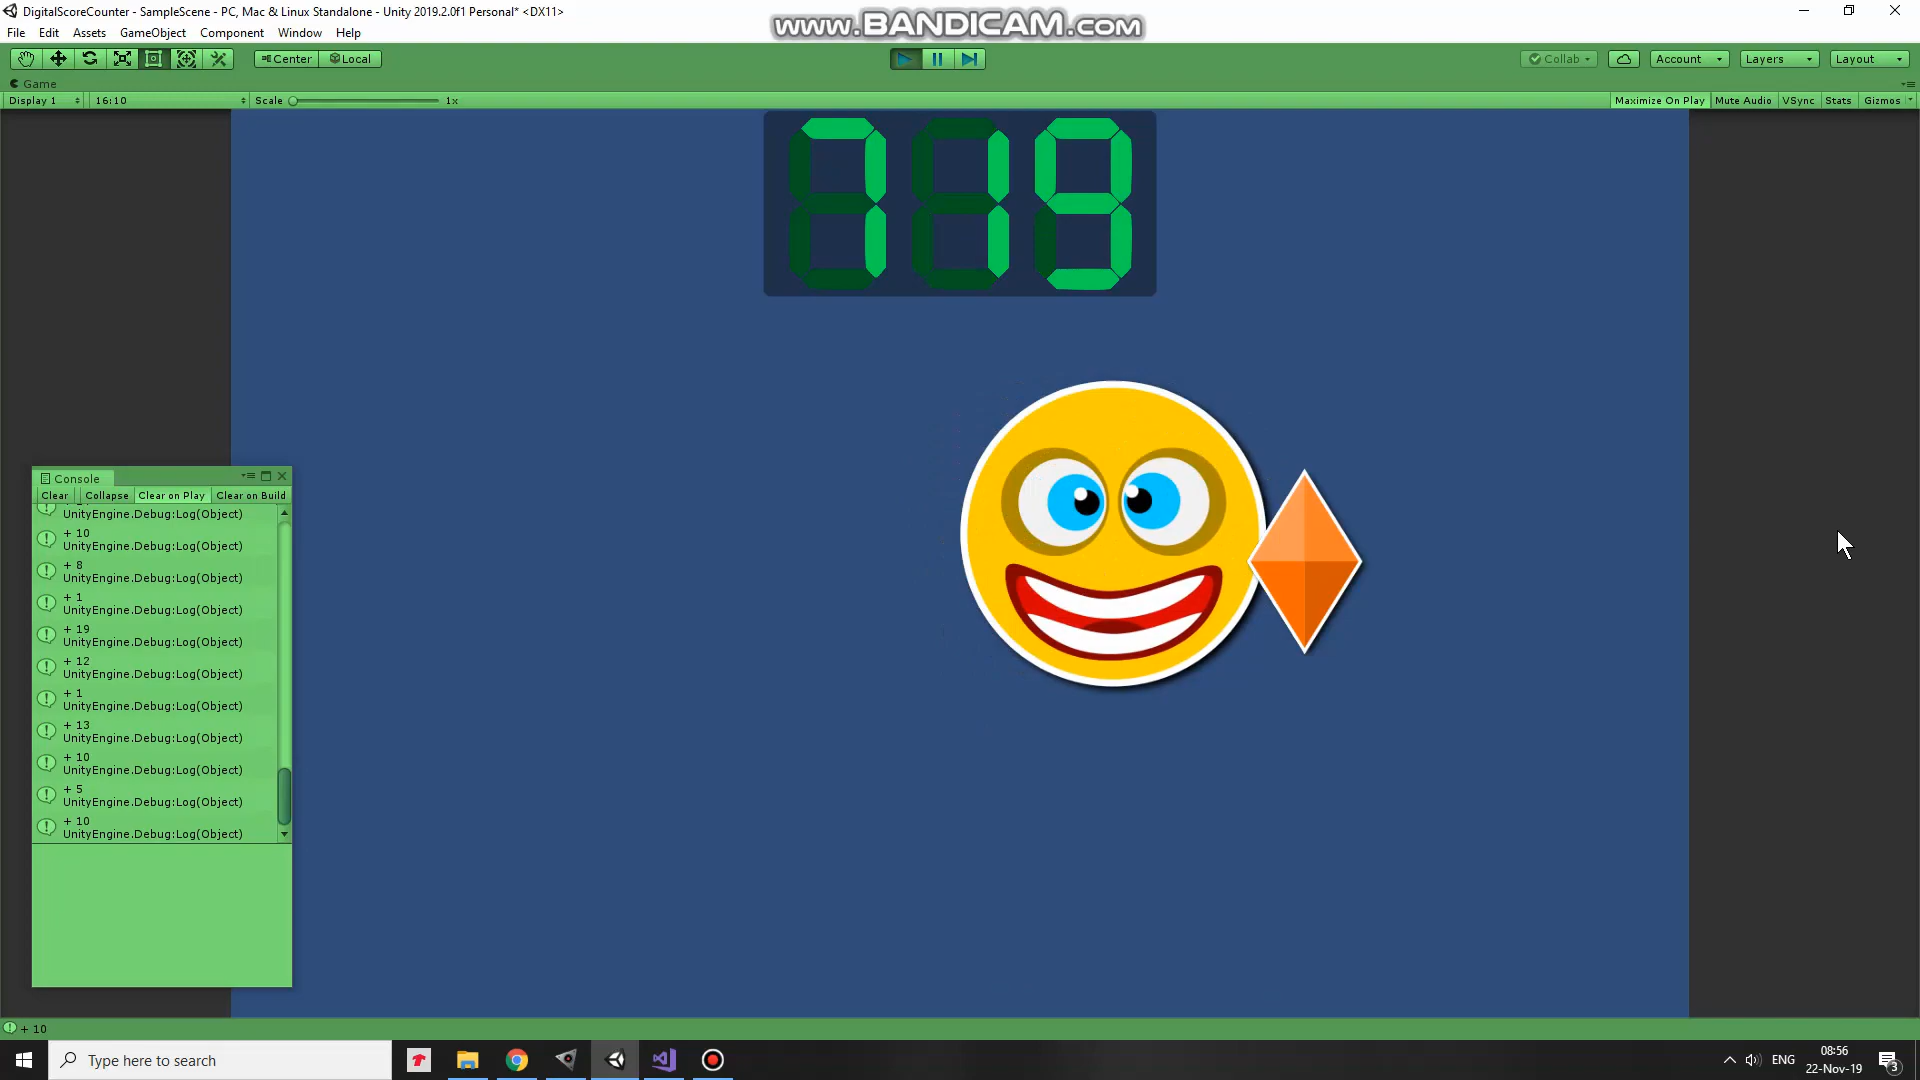 DigitalScoreCounter - SampleScene - PC, Mac & Linux Standalone - Unity 2019.2.0f1 Personal* <DX11>
www.BANDICAM.com
File Edit Assets GameObject Component Window Help
Center Local
Collab Account Layers Layout
Game
Display 1 16:10 Scale 1x Maximize On Play Mute Audio VSync Stats Gizmos
719
Console
Clear Collapse Clear on Play Clear on Build
UnityEngine.Debug:Log(Object)
+ 10
UnityEngine.Debug:Log(Object)
+ 8
UnityEngine.Debug:Log(Object)
+ 1
UnityEngine.Debug:Log(Object)
+ 19
UnityEngine.Debug:Log(Object)
+ 12
UnityEngine.Debug:Log(Object)
+ 1
UnityEngine.Debug:Log(Object)
+ 13
UnityEngine.Debug:Log(Object)
+ 10
UnityEngine.Debug:Log(Object)
+ 5
UnityEngine.Debug:Log(Object)
+ 10
UnityEngine.Debug:Log(Object)
+ 10
Type here to search
ENG
08:56
22-Nov-19
3